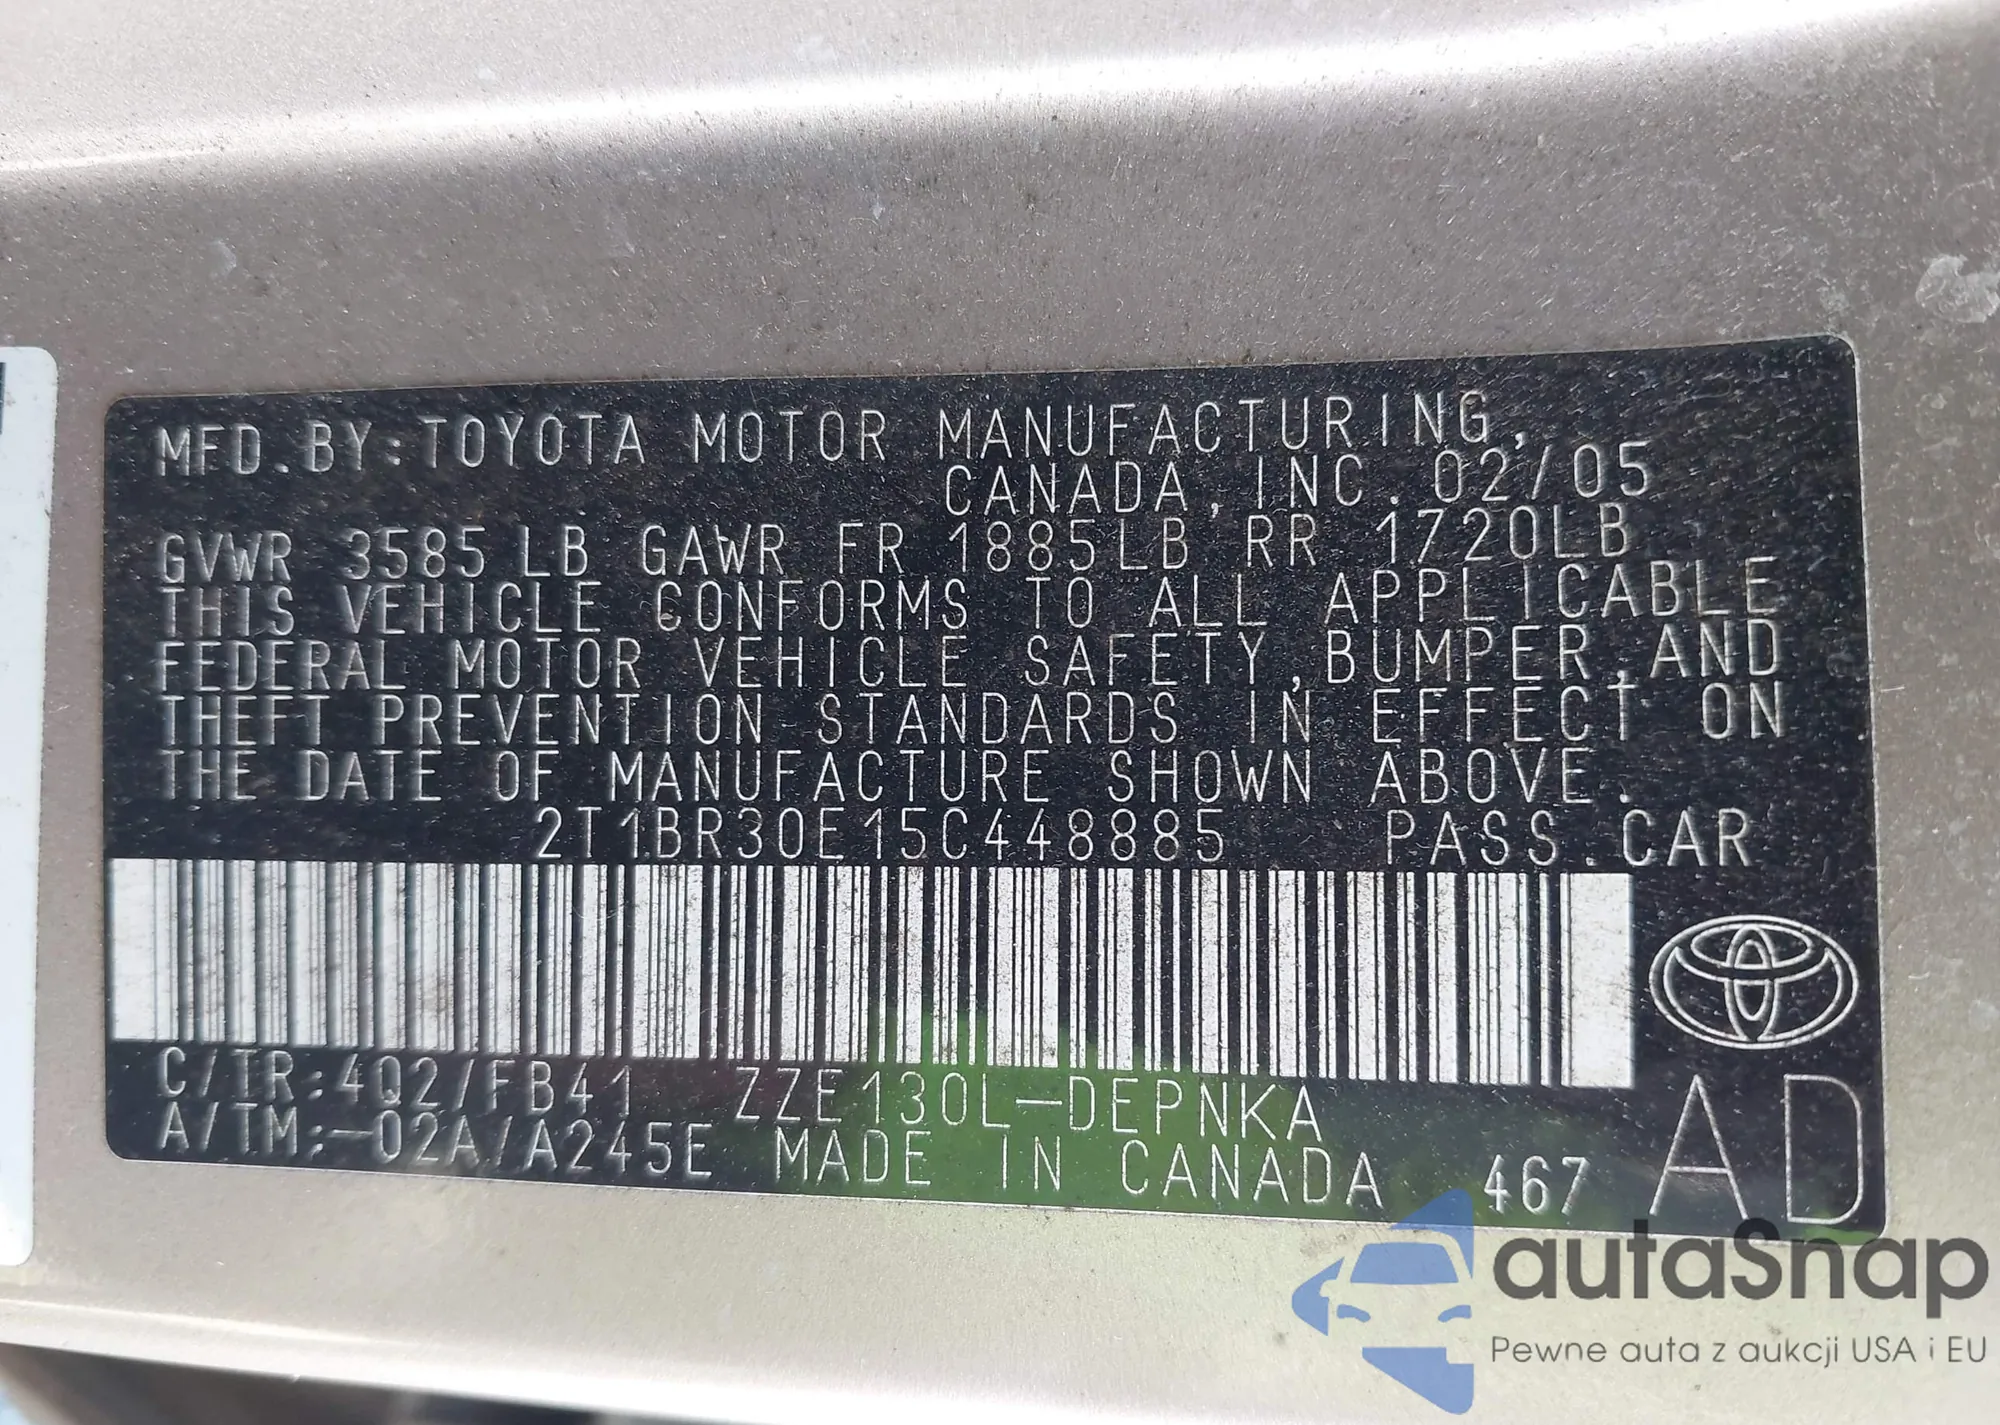 MFD.BY:TOYOTA MOTOR MANUFACTURING,
CANADA,INC. 02/05
GVWR 3585LB GAWR FR 1885LB RR 1720LB
THIS VEHICLE CONFORMS TO ALL APPLICABLE
FEDERAL MOTOR VEHICLE SAFETY,BUMPER,AND
THEFT PREVENTION STANDARDS IN EFFECT ON
THE DATE OF MANUFACTURE SHOWN ABOVE.
2T1BR30E15C448885 PASS.CAR
C/TR:4Q2/FB41 ZZE130L-DEPNKA
A/TM:-02A/A245E MADE IN CANADA 467 AD
autaSnap
Pewne auta z aukcji USA i EU